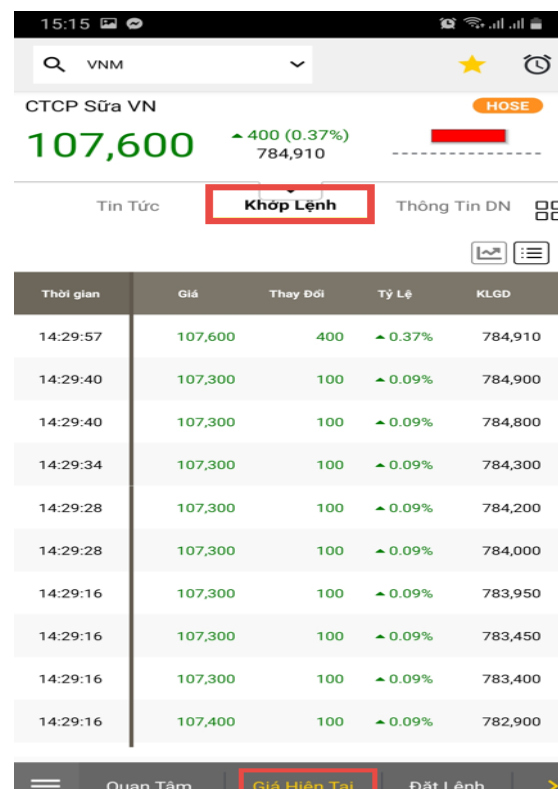 15:15
VNM
CTCP Sữa VN HOSE
107,600 400 (0.37%)
784,910
Tin Tức Khớp Lệnh Thông Tin DN
Thời gian Giá Thay Đổi Tỷ Lệ KLGD
14:29:57 107,600 400 0.37% 784,910
14:29:40 107,300 100 0.09% 784,900
14:29:40 107,300 100 0.09% 784,800
14:29:34 107,300 100 0.09% 784,300
14:29:28 107,300 100 0.09% 784,200
14:29:28 107,300 100 0.09% 784,000
14:29:16 107,300 100 0.09% 783,950
14:29:16 107,300 100 0.09% 783,450
14:29:16 107,300 100 0.09% 783,400
14:29:16 107,400 100 0.09% 782,900
Quan Tâm Giá Hiện Tại Đặt Lệnh